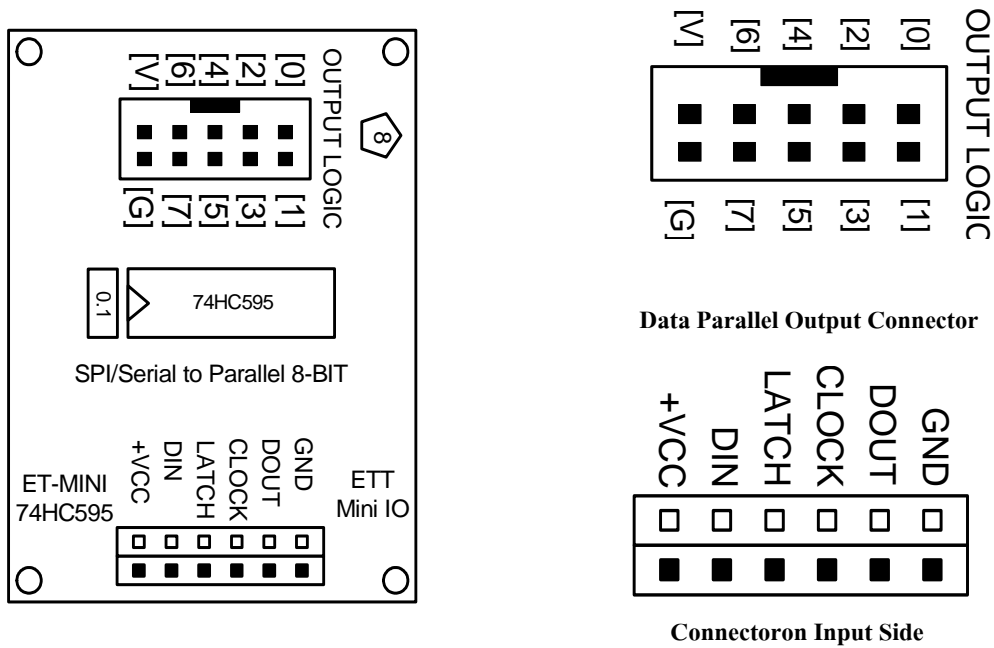 [V] [6] [4] [2] [0]
OUTPUT LOGIC
8
[G] [7] [5] [3] [1]
0.1
74HC595
SPI/Serial to Parallel 8-BIT
+VCC DIN LATCH CLOCK DOUT GND
ET-MINI
74HC595
ETT
Mini IO
[V] [6] [4] [2] [0]
OUTPUT LOGIC
[G] [7] [5] [3] [1]
Data Parallel Output Connector
+VCC DIN LATCH CLOCK DOUT GND
Connectoron Input Side